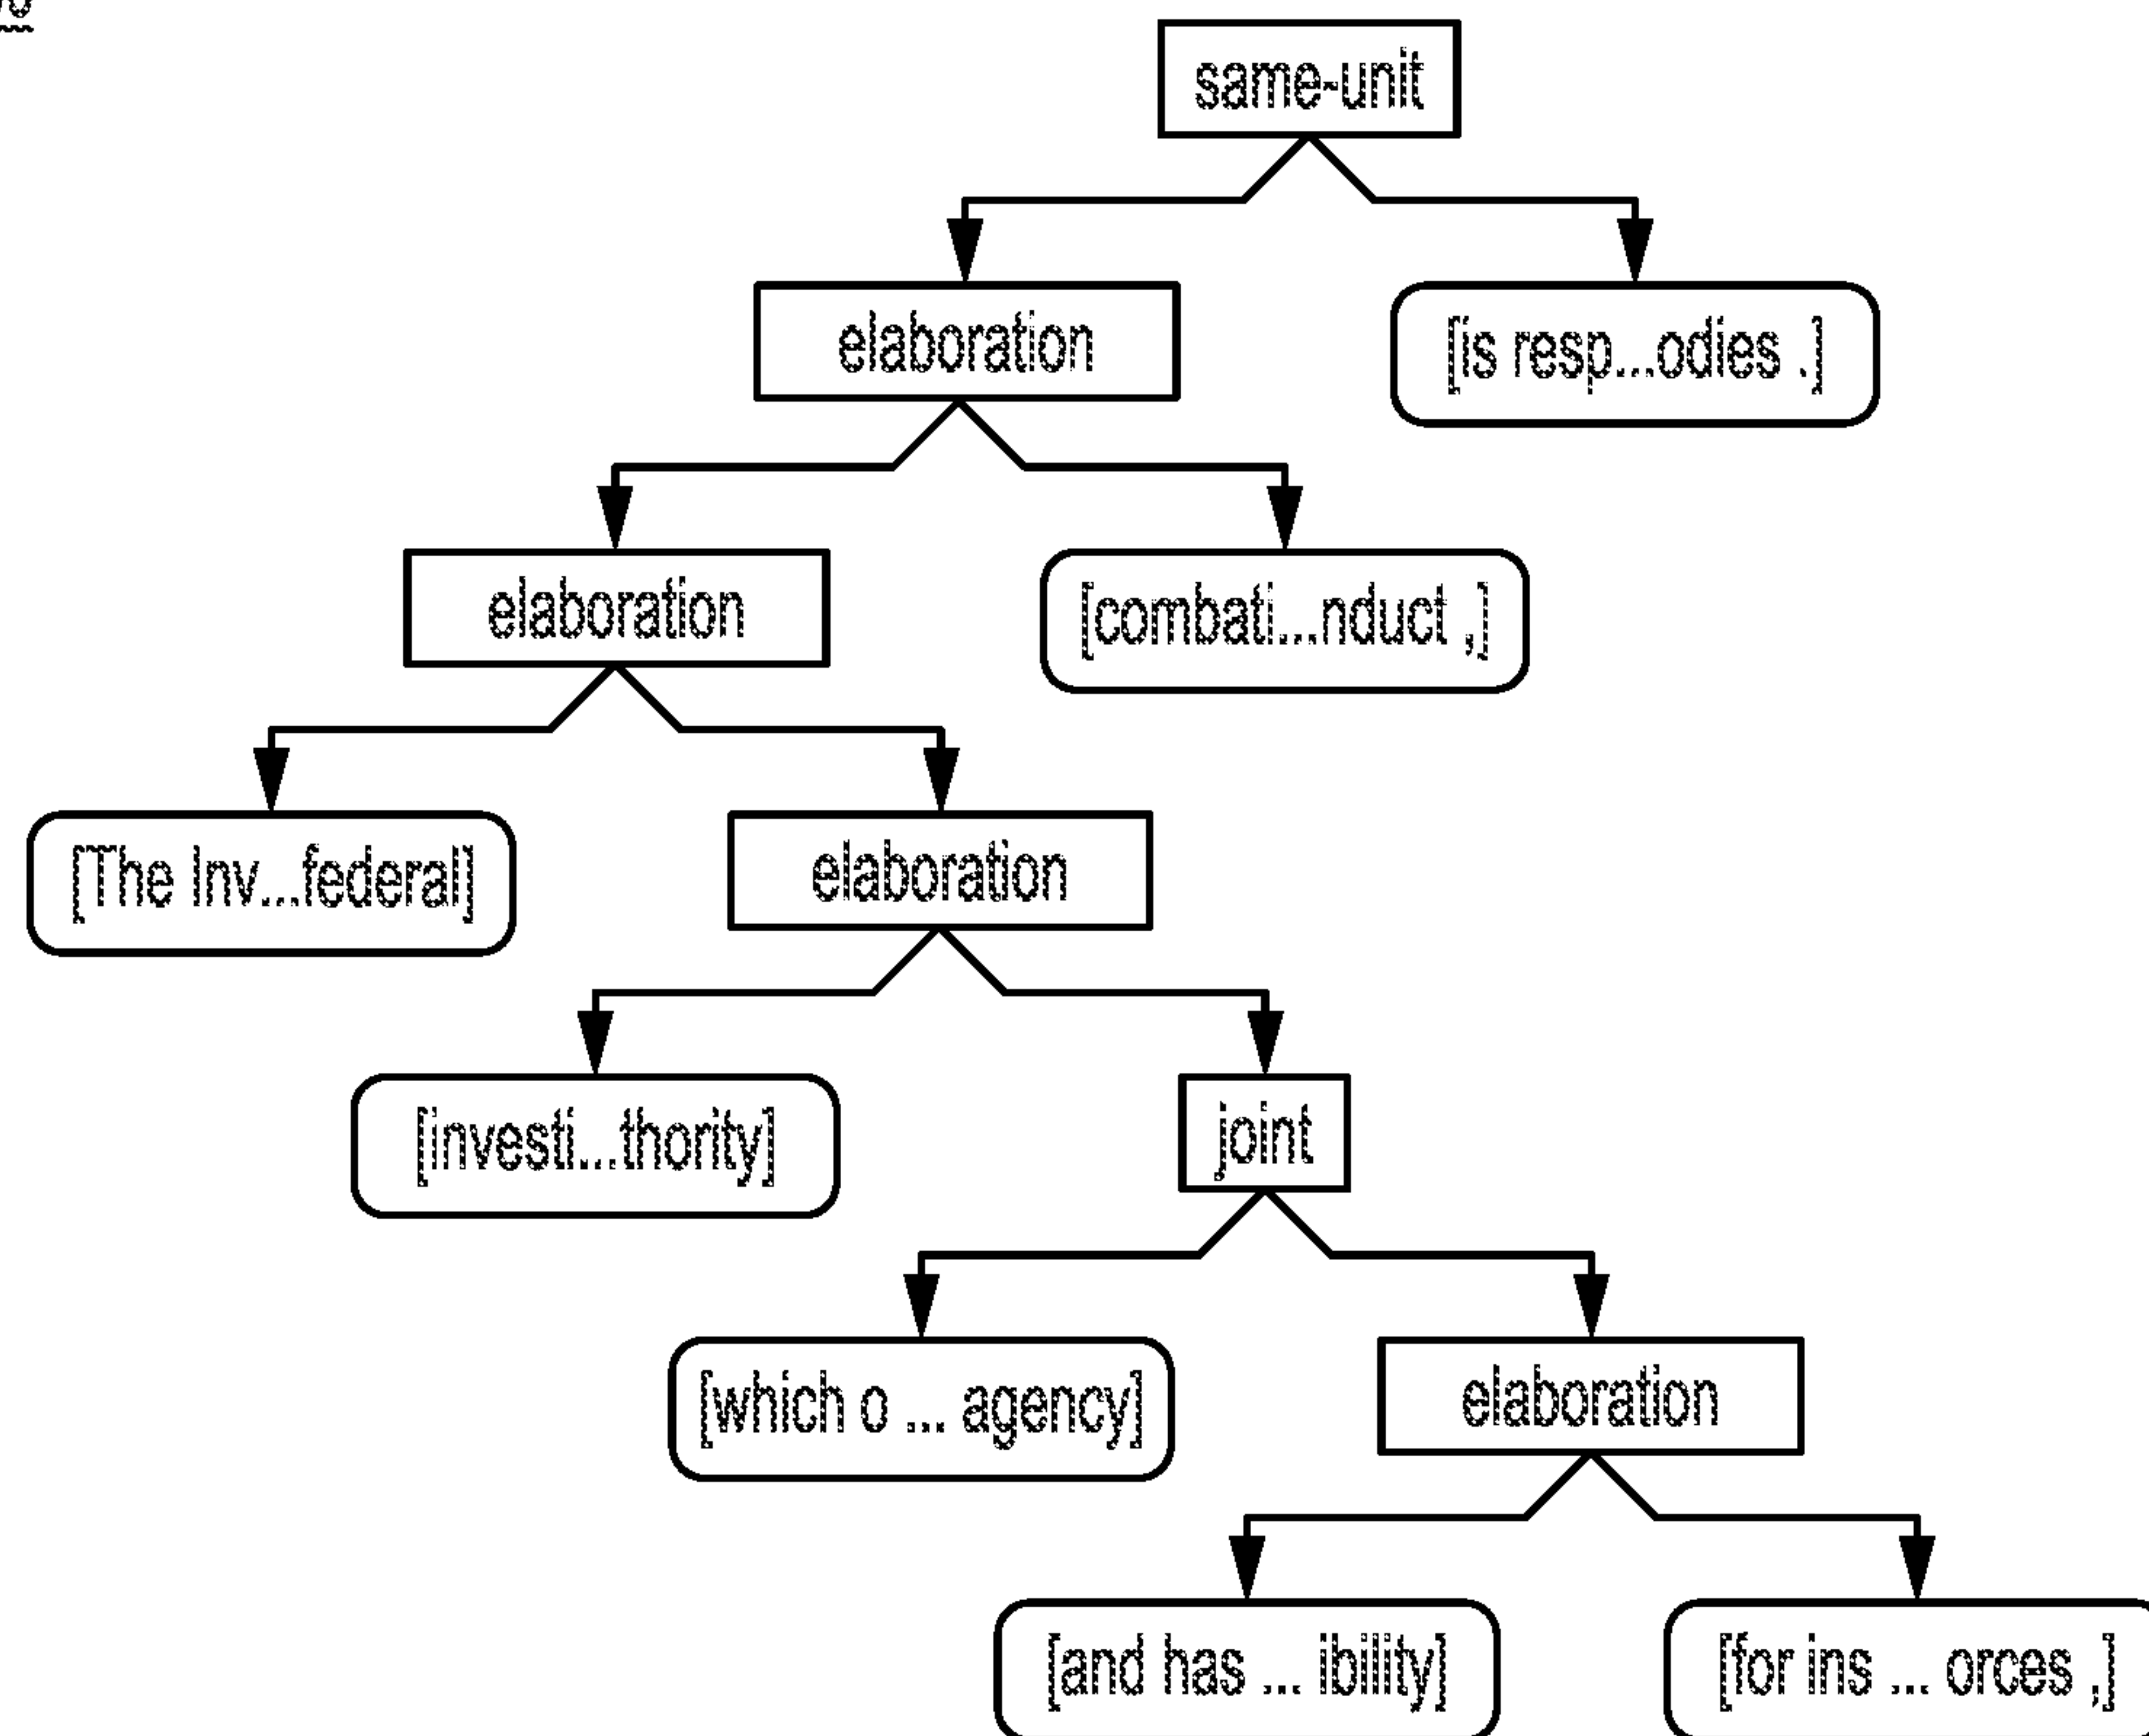 same-unit
elaboration
[is resp...odies .]
elaboration
[combati...nduct ,]
[The Inv...federal]
elaboration
[investi...thority]
joint
[which o ... agency]
elaboration
[and has ... ibility]
[for ins ... orces ,]